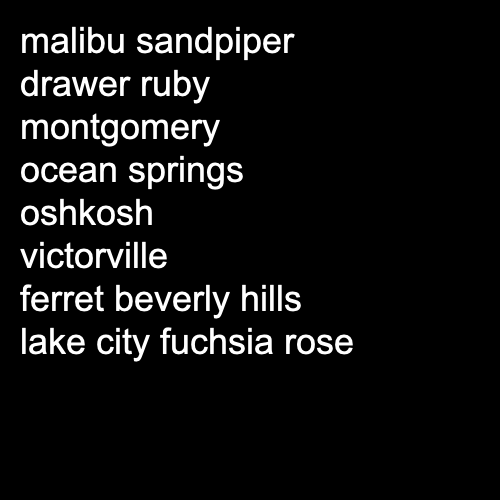 malibu sandpiper
drawer ruby
montgomery
ocean springs
oshkosh
victorville
ferret beverly hills
lake city fuchsia rose